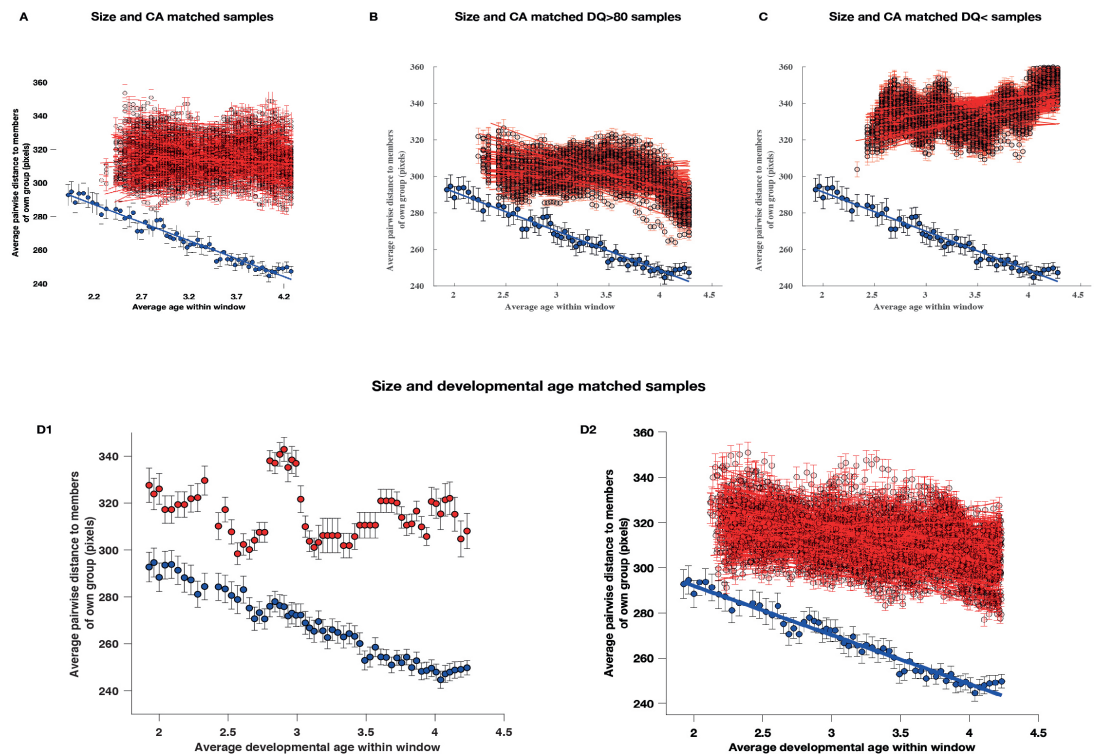 A
Size and CA matched samples
B
Size and CA matched DQ>80 samples
C
Size and CA matched DQ< samples
Average pairwise distance to members
of own group (pixels)
360
340
320
300
280
260
240
2.2
2.7
3.2
3.7
4.2
Average age within window
Average pairwise distance to members
of own group (pixels)
360
340
320
300
280
260
240
2
2.5
3
3.5
4
4.5
Average age within window
Average pairwise distance to members
of own group (pixels)
360
340
320
300
280
260
240
2
2.5
3
3.5
4
4.5
Average age within window
Size and developmental age matched samples
D1
Average pairwise distance to members
of own group (pixels)
340
320
300
280
260
240
2
2.5
3
3.5
4
4.5
Average developmental age within window
D2
Average pairwise distance to members
of own group (pixels)
360
340
320
300
280
260
240
2
2.5
3
3.5
4
4.5
Average developmental age within window